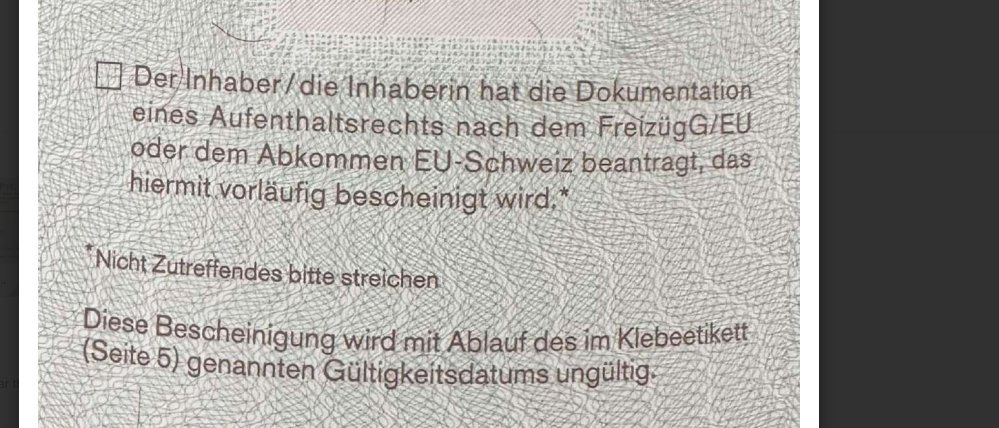 Der Inhaber/die Inhaberin hat die Dokumentation
eines Aufenthaltsrechts nach dem FreizügG/EU
oder dem Abkommen EU-Schweiz beantragt, das
hiermit vorläufig bescheinigt wird.*
*Nicht Zutreffendes bitte streichen
Diese Bescheinigung wird mit Ablauf des im Klebeetikett
(Seite 5) genannten Gültigkeitsdatums ungültig.